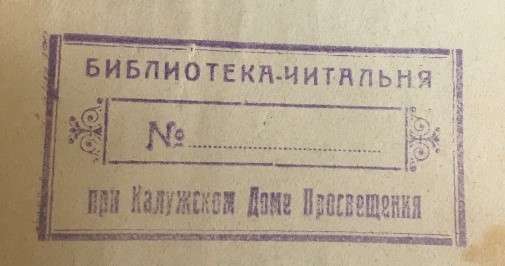 БИБЛИОТЕКА-ЧИТАЛЬНЯ
№
при Калужском Доме Просвещения